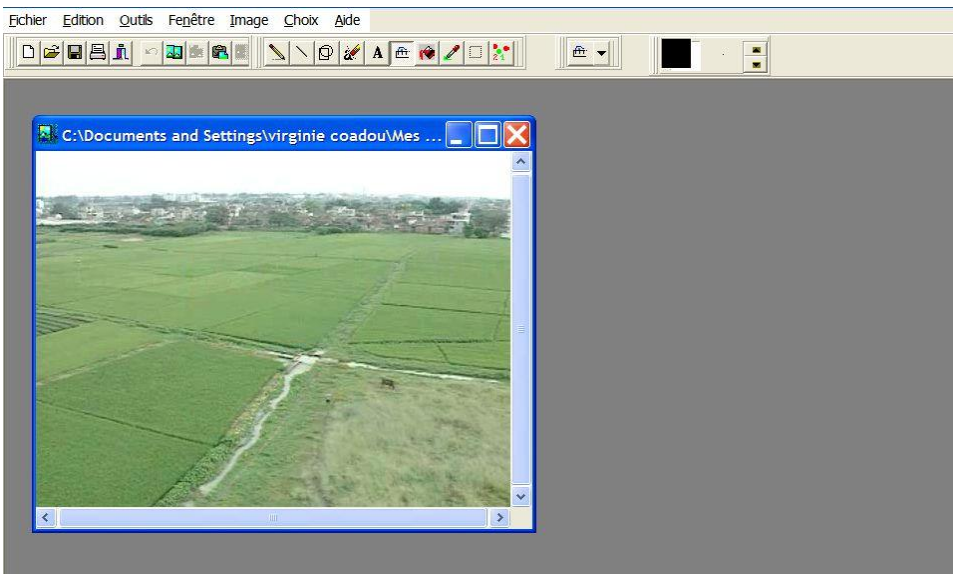 Fichier Edition Outils Fenêtre Image Choix Aide
A
C:\Documents and Settings\virginie coadou\Mes ...